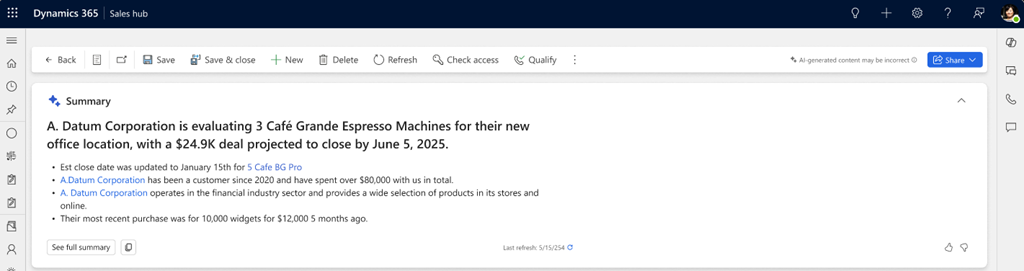 Dynamics 365 Sales hub
Back Save Save & close New Delete Refresh Check access Qualify AI-generated content may be incorrect Share
Summary
A. Datum Corporation is evaluating 3 Café Grande Espresso Machines for their new
office location, with a $24.9K deal projected to close by June 5, 2025.
• Est close date was updated to January 15th for 5 Cafe BG Pro
• A.Datum Corporation has been a customer since 2020 and have spent over $80,000 with us in total.
• A. Datum Corporation operates in the financial industry sector and provides a wide selection of products in its stores and
online.
• Their most recent purchase was for 10,000 widgets for $12,000 5 months ago.
See full summary Last refresh: 5/15/254